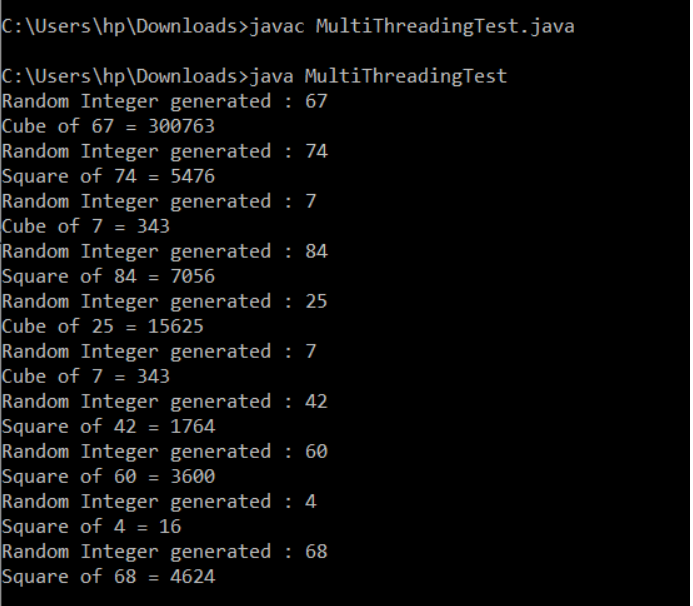 C:\Users\hp\Downloads>javac MultiThreadingTest.java
C:\Users\hp\Downloads>java MultiThreadingTest
Random Integer generated : 67
Cube of 67 = 300763
Random Integer generated : 74
Square of 74 = 5476
Random Integer generated : 7
Cube of 7 = 343
Random Integer generated : 84
Square of 84 = 7056
Random Integer generated : 25
Cube of 25 = 15625
Random Integer generated : 7
Cube of 7 = 343
Random Integer generated : 42
Square of 42 = 1764
Random Integer generated : 60
Square of 60 = 3600
Random Integer generated : 4
Square of 4 = 16
Random Integer generated : 68
Square of 68 = 4624